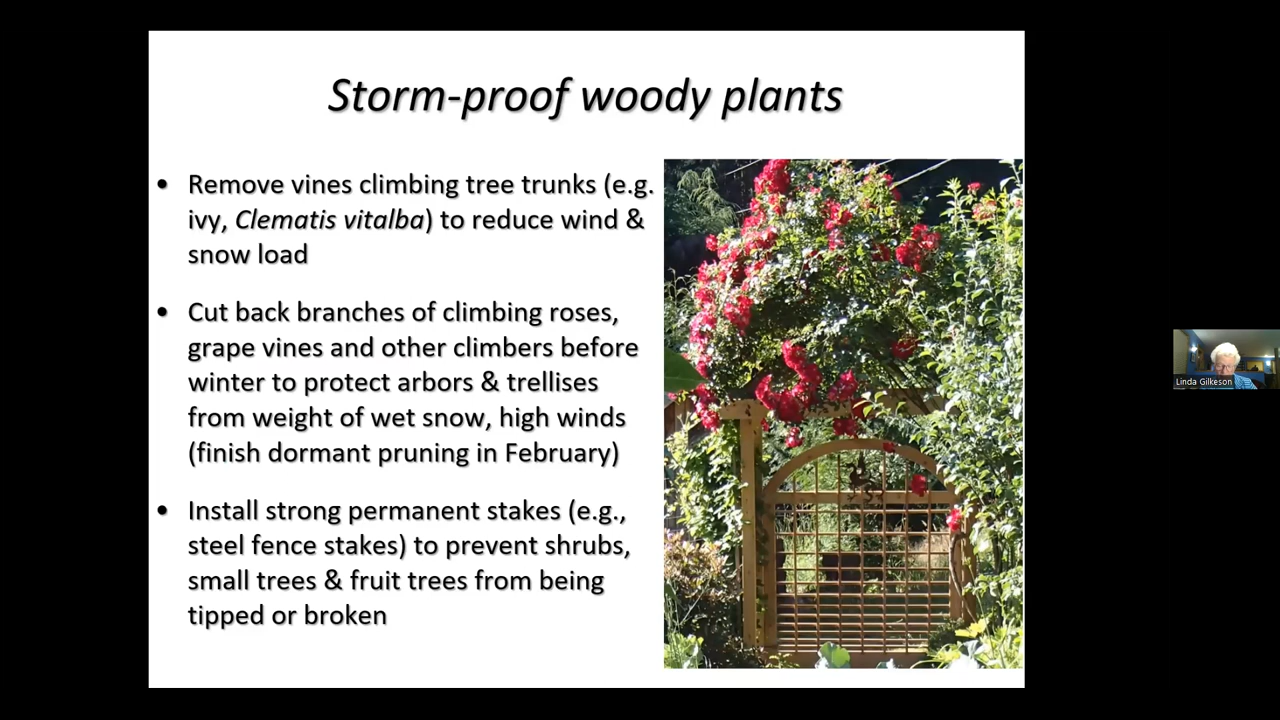 Storm-proof woody plants
• Remove vines climbing tree trunks (e.g.
ivy, Clematis vitalba) to reduce wind &
snow load
• Cut back branches of climbing roses,
grape vines and other climbers before
winter to protect arbors & trellises
from weight of wet snow, high winds
(finish dormant pruning in February)
• Install strong permanent stakes (e.g.,
steel fence stakes) to prevent shrubs,
small trees & fruit trees from being
tipped or broken
Linda Gilkeson